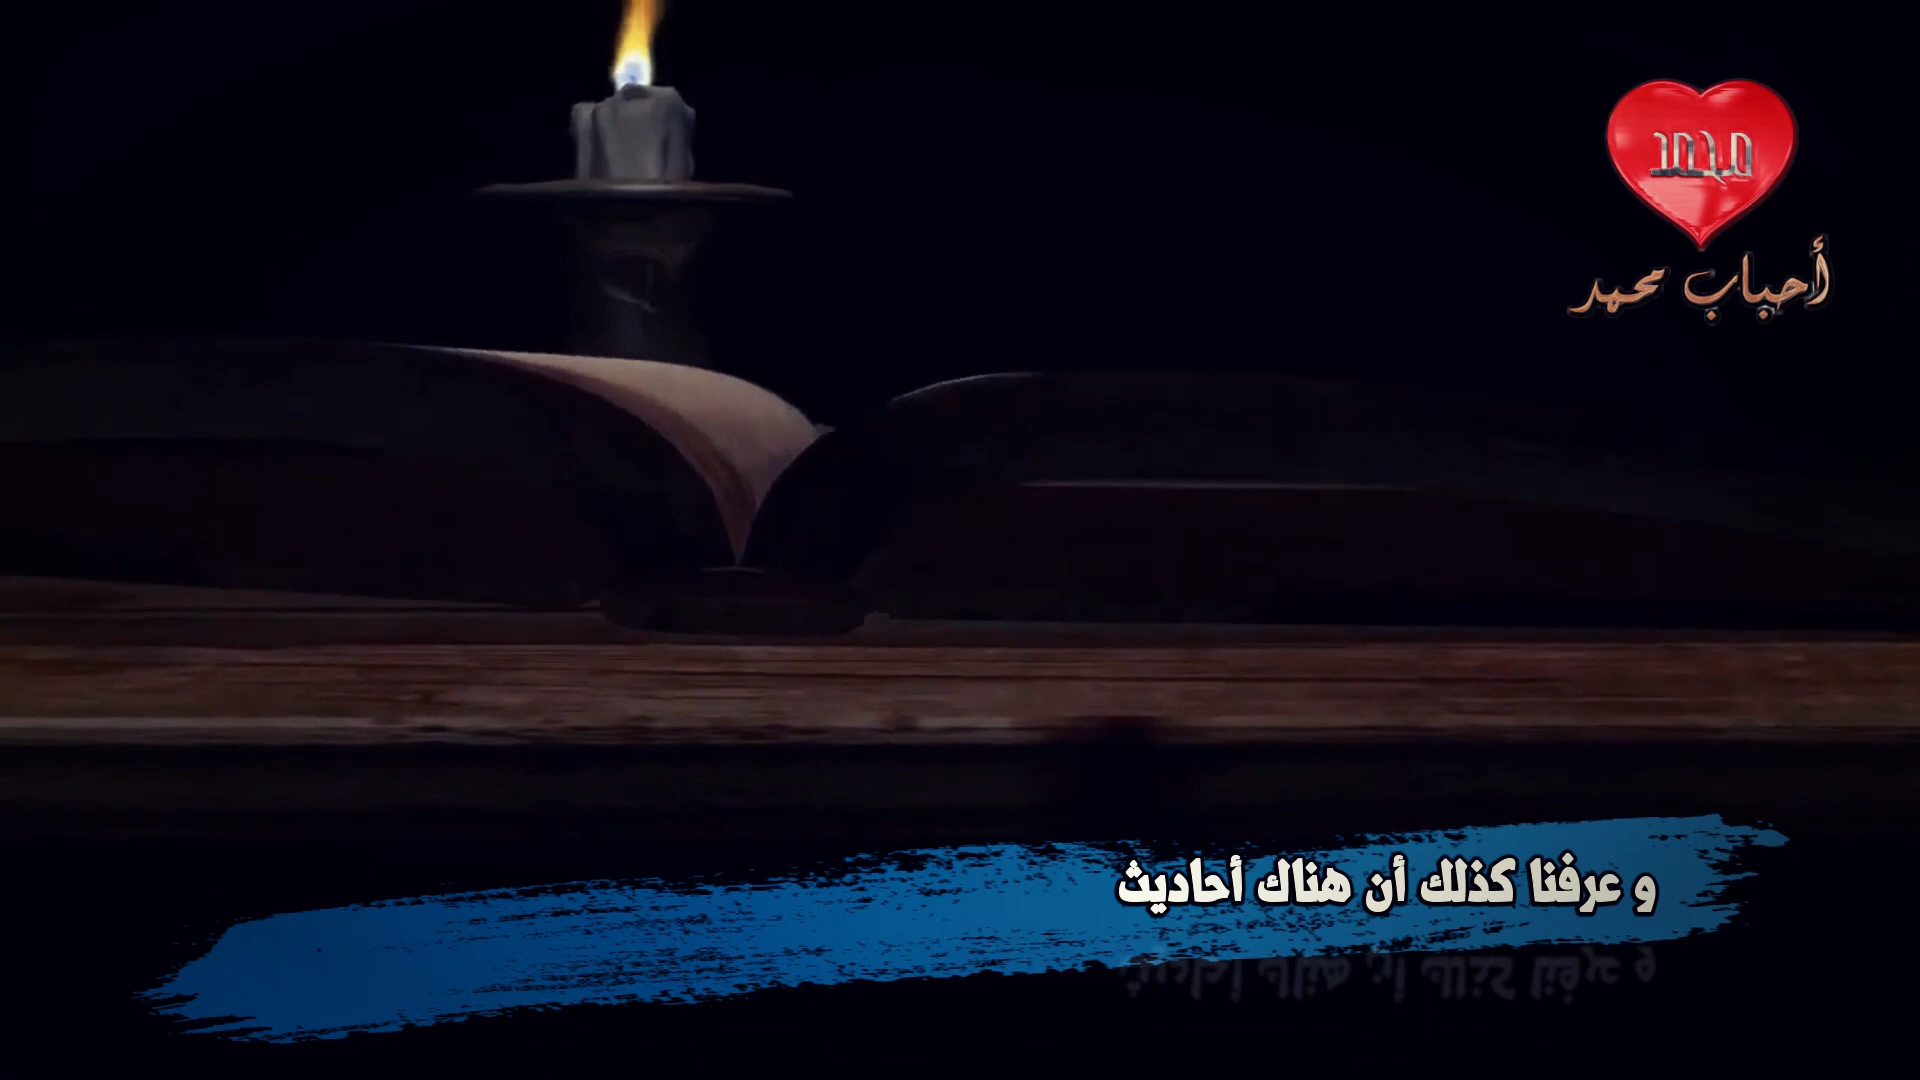 محمد
أحباب محمد
و عرفنا كذلك أن هناك أحاديث